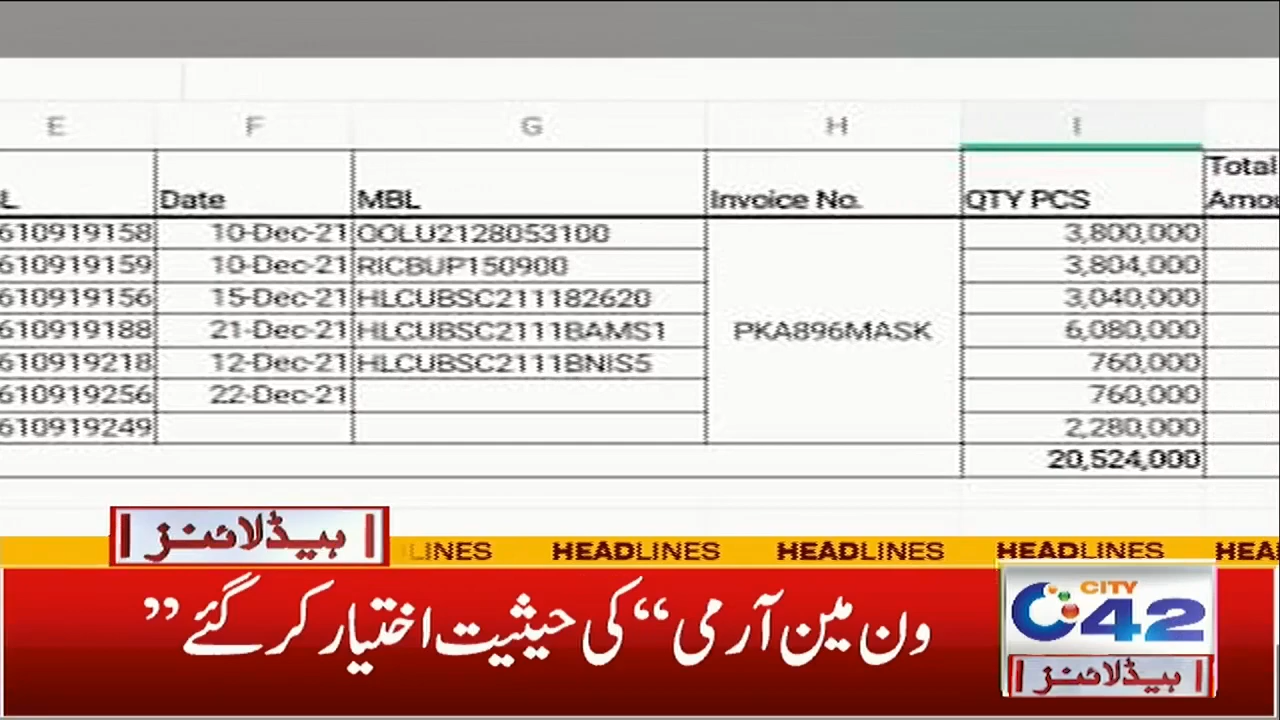 E F G H I
L Date MBL Invoice No. QTY PCS Total
610919158 10-Dec-21 OOLU2128053100 3,800,000
610919159 10-Dec-21 RICBUP150900 3,804,000
610919156 15-Dec-21 HLCUBSC211182620 3,040,000
610919188 21-Dec-21 HLCUBSC2111BAMS1 PKA896MASK 6,080,000
610919218 12-Dec-21 HLCUBSC2111BNIS5 760,000
610919256 22-Dec-21 760,000
610919249 2,280,000
20,524,000
ہیڈلائنز
LINES HEADLINES HEADLINES HEADLINES HEA
ون مین آرمی“ کی حیثیت اختیار کر گئے ”
CITY
42
ہیڈلائنز